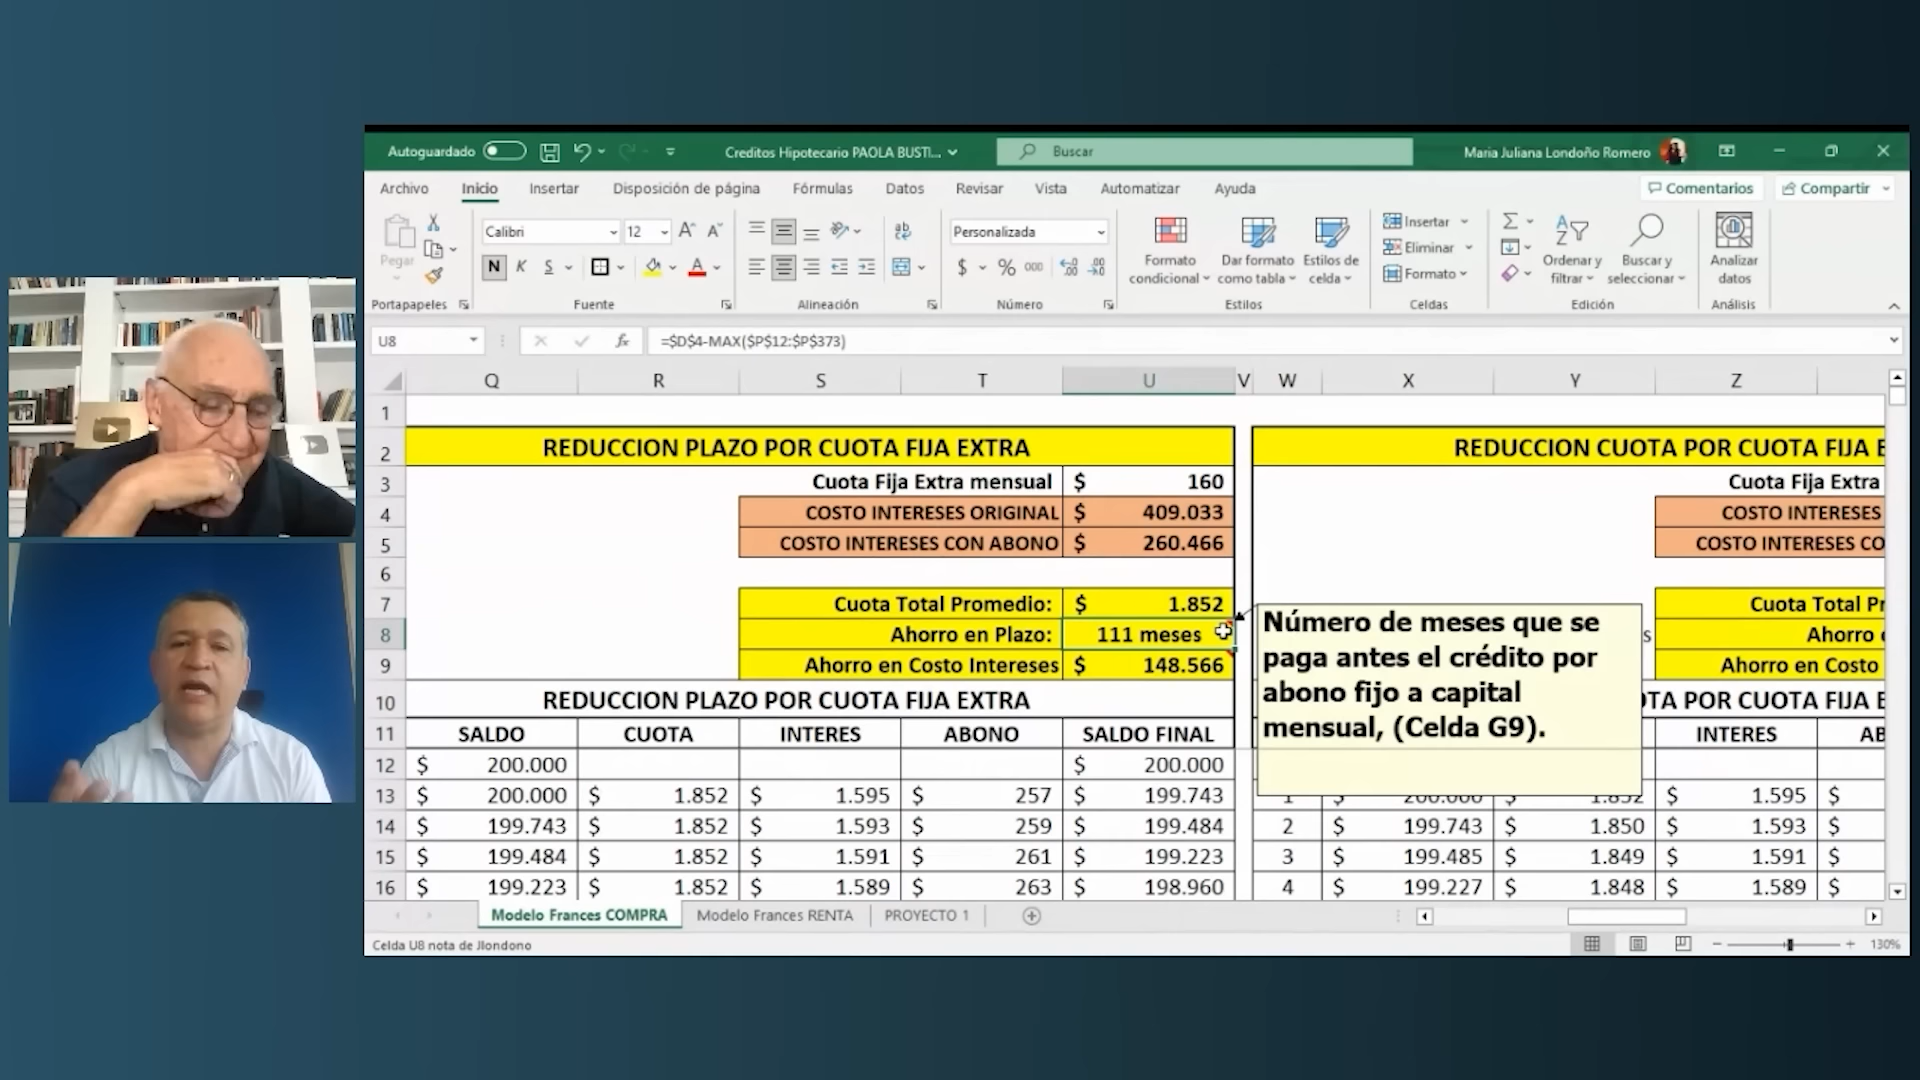 Autoguardado
Creditos Hipotecario PAOLA BUSTI...
Buscar
Maria Juliana Londoño Romero
Archivo Inicio Insertar Disposición de página Fórmulas Datos Revisar Vista Automatizar Ayuda Comentarios Compartir
Pegar
Calibri 12
N K S
Personalizada
$ % 000
Formato condicional
Dar formato como tabla
Estilos de celda
Insertar
Eliminar
Formato
Ordenar y filtrar
Buscar y seleccionar
Analizar datos
Portapapeles Fuente Alineación Número Estilos Celdas Edición Análisis
U8 fx =$D$4-MAX($P$12:$P$373)
Q R S T U V W X Y Z
1
2 REDUCCION PLAZO POR CUOTA FIJA EXTRA REDUCCION CUOTA POR CUOTA FIJA E
3 Cuota Fija Extra mensual $ 160 Cuota Fija Extra
4 COSTO INTERESES ORIGINAL $ 409.033 COSTO INTERESES
5 COSTO INTERESES CON ABONO $ 260.466 COSTO INTERESES CO
6
7 Cuota Total Promedio: $ 1.852 Cuota Total Pr
8 Ahorro en Plazo: 111 meses s Ahorro
9 Ahorro en Costo Intereses $ 148.566 Ahorro en Costo
Número de meses que se
paga antes el crédito por
abono fijo a capital
mensual, (Celda G9).
10 REDUCCION PLAZO POR CUOTA FIJA EXTRA OTA POR CUOTA FIJA E
11 SALDO CUOTA INTERES ABONO SALDO FINAL INTERES AB
12 $ 200.000 $ 200.000
13 $ 200.000 $ 1.852 $ 1.595 $ 257 $ 199.743 1 $ 200.000 $ 1.852 $ 1.595 $
14 $ 199.743 $ 1.852 $ 1.593 $ 259 $ 199.484 2 $ 199.743 $ 1.850 $ 1.593 $
15 $ 199.484 $ 1.852 $ 1.591 $ 261 $ 199.223 3 $ 199.485 $ 1.849 $ 1.591 $
16 $ 199.223 $ 1.852 $ 1.589 $ 263 $ 198.960 4 $ 199.227 $ 1.848 $ 1.589 $
Modelo Frances COMPRA Modelo Frances RENTA PROYECTO 1
Celda U8 nota de Jlondono 130%